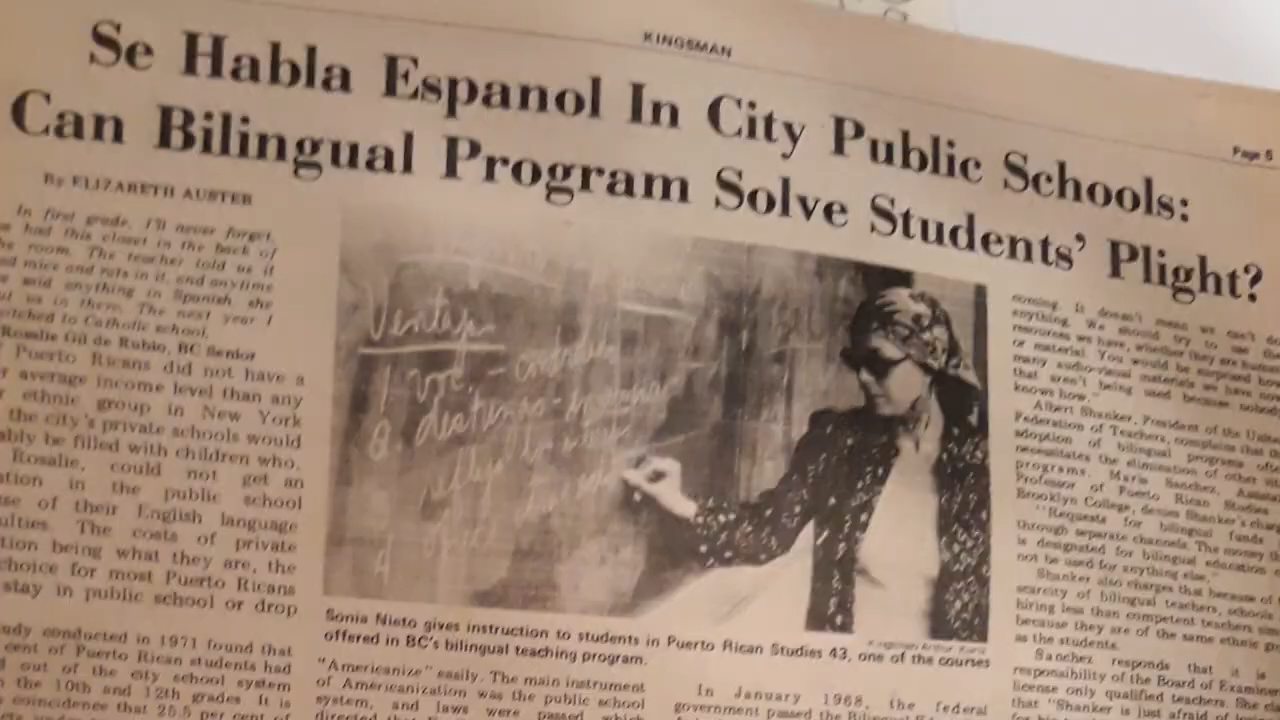 KINGSMAN
Page 5
Se Habla Espanol In City Public Schools:
Can Bilingual Program Solve Students' Plight?
By ELIZABETH AUSTER
In first grade, I'll never forget,
had this closet in the back of
room. The teacher told us it
mice and rats in it, and anytime
said anything in Spanish she
us in there. The next year I
to Catholic school.
Rosalie Gil de Rubio, BC Senior
Puerto Ricans did not have a
average income level than any
ethnic group in New York
the city's private schools would
be filled with children who,
Rosalie, could not get an
in the public school
of their English language
The costs of private
being what they are, the
choice for most Puerto Ricans
stay in public school or drop
conducted in 1971 found that
cent of Puerto Rican students had
out of the city school system
the 10th and 12th grades. It is
coincidence that 25.5 per cent of
Sonia Nieto gives instruction to students in Puerto Rican Studies 43, one of the courses
offered in BC's bilingual teaching program.
"Americanize" easily. The main instrument
of Americanization was the public school
system, and laws were passed which
directed that
In January 1968, the federal
government passed the Bilingual
coming. It doesn't mean we can't do
anything. We should try to use the
resources we have, whether they are human
or material. You would be surprised how
many audio-visual materials we have now
that aren't being used because nobody
knows how."
Albert Shanker, President of the United
Federation of Teachers, complains that the
adoption of bilingual programs often
necessitates the elimination of other
programs. Maria Sanchez,
Professor of Puerto Rican Studies
Brooklyn College, denies Shanker's
"Requests for bilingual funds
through separate channels. The money
is designated for bilingual education
not be used for anything else."
Shanker also charges that because of
scarcity of bilingual teachers, schools
hiring less than competent teachers
because they are of the same ethnic
as the students.
Sanchez responds that it is
responsibility of the Board of Examiners
license only qualified teachers. She
that "Shanker is just afraid of